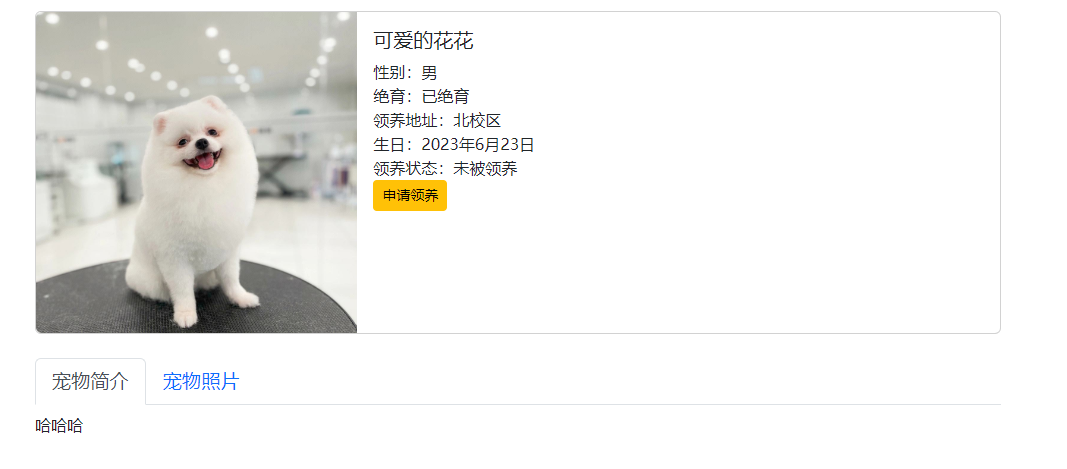 可爱的花花
性别：男
绝育：已绝育
领养地址：北校区
生日：2023年6月23日
领养状态：未被领养
申请领养
宠物简介
宠物照片
哈哈哈